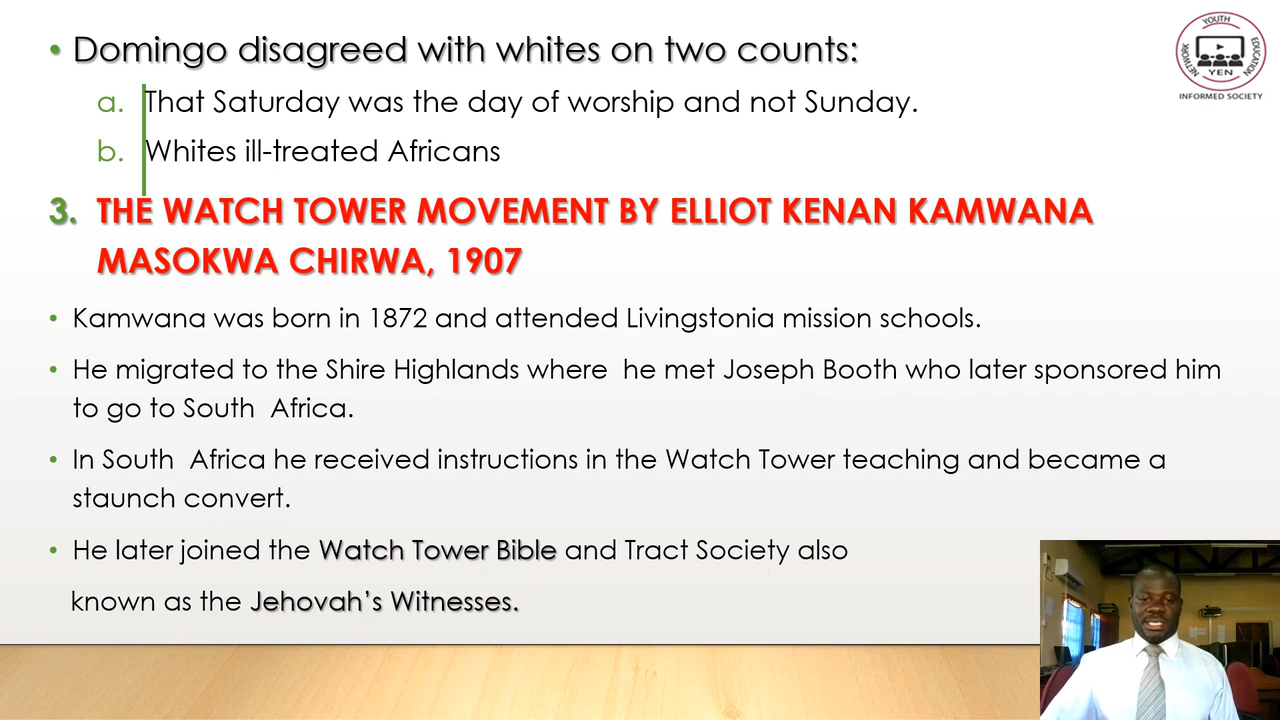 • Domingo disagreed with whites on two counts:
a. That Saturday was the day of worship and not Sunday.
b. Whites ill-treated Africans
3. THE WATCH TOWER MOVEMENT BY ELLIOT KENAN KAMWANA
MASOKWA CHIRWA, 1907
• Kamwana was born in 1872 and attended Livingstonia mission schools.
• He migrated to the Shire Highlands where he met Joseph Booth who later sponsored him
to go to South Africa.
• In South Africa he received instructions in the Watch Tower teaching and became a
staunch convert.
• He later joined the Watch Tower Bible and Tract Society also
known as the Jehovah's Witnesses.
YOUTH
EDUCATION
NETWORK
YEN
INFORMED SOCIETY